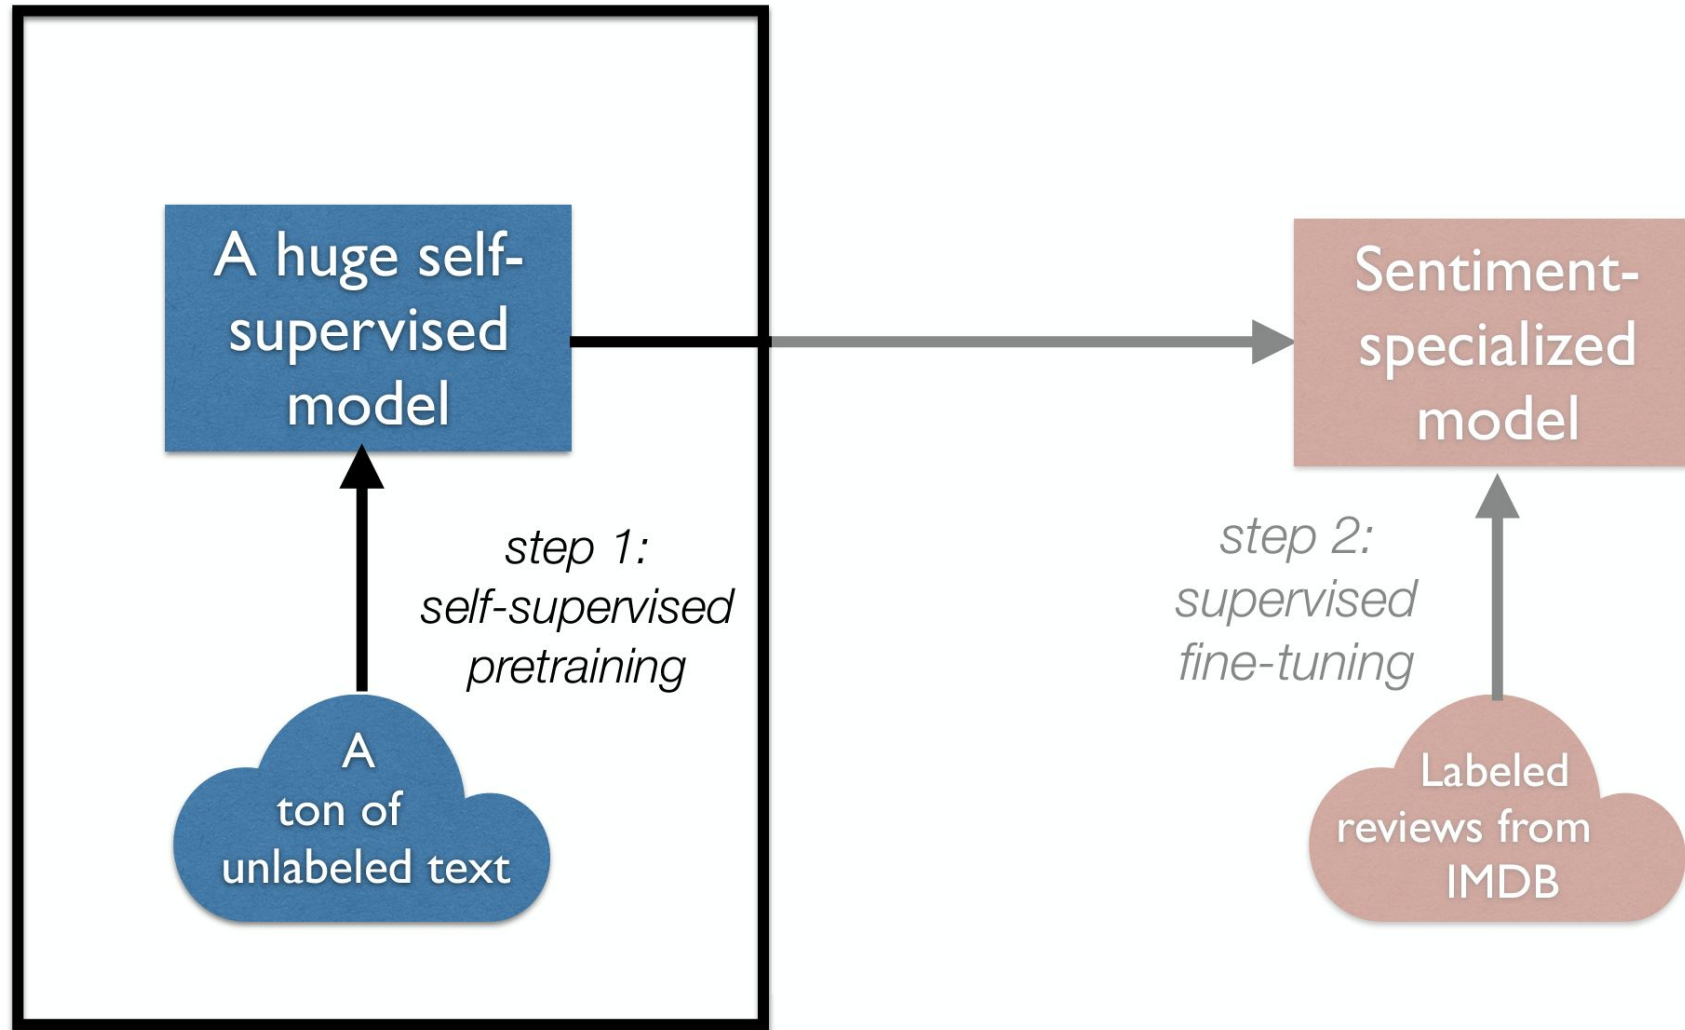 A huge self-
supervised
model
step 1:
self-supervised
pretraining
A
ton of
unlabeled text
Sentiment-
specialized
model
step 2:
supervised
fine-tuning
Labeled
reviews from
IMDB